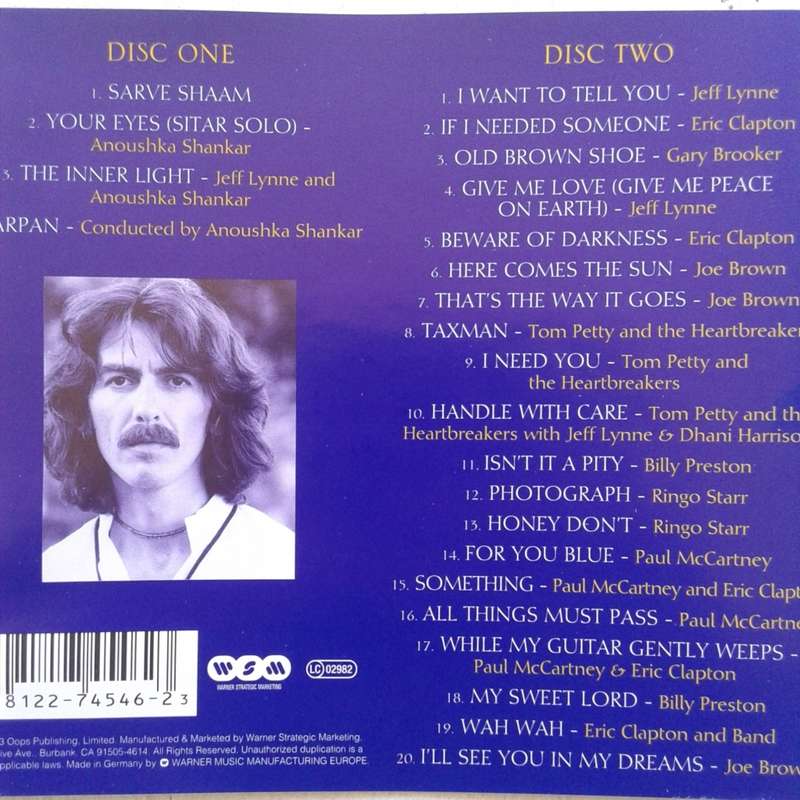 DISC ONE
1. SARVE SHAAM
2. YOUR EYES (SITAR SOLO) –
Anoushka Shankar
3. THE INNER LIGHT – Jeff Lynne and
Anoushka Shankar
ARPAN – Conducted by Anoushka Shankar
DISC TWO
1. I WANT TO TELL YOU – Jeff Lynne
2. IF I NEEDED SOMEONE – Eric Clapton
3. OLD BROWN SHOE – Gary Brooker
4. GIVE ME LOVE (GIVE ME PEACE
ON EARTH) – Jeff Lynne
5. BEWARE OF DARKNESS – Eric Clapton
6. HERE COMES THE SUN – Joe Brown
7. THAT'S THE WAY IT GOES – Joe Brown
8. TAXMAN – Tom Petty and the Heartbreaker
9. I NEED YOU – Tom Petty and
the Heartbreakers
10. HANDLE WITH CARE – Tom Petty and th
Heartbreakers with Jeff Lynne & Dhani Harriso
11. ISN'T IT A PITY – Billy Preston
12. PHOTOGRAPH – Ringo Starr
13. HONEY DON'T – Ringo Starr
14. FOR YOU BLUE – Paul McCartney
15. SOMETHING – Paul McCartney and Eric Clapt
16. ALL THINGS MUST PASS – Paul McCartne
17. WHILE MY GUITAR GENTLY WEEPS –
Paul McCartney & Eric Clapton
18. MY SWEET LORD – Billy Preston
19. WAH WAH – Eric Clapton and Band
20. I'LL SEE YOU IN MY DREAMS – Joe Brow
8122-74546-23
WSM
WARNER STRATEGIC MARKETING
LC 02982
3 Oops Publishing, Limited. Manufactured & Marketed by Warner Strategic Marketing.
ive Ave., Burbank, CA 91505-4614. All Rights Reserved. Unauthorized duplication is a
pplicable laws. Made in Germany by WARNER MUSIC MANUFACTURING EUROPE.